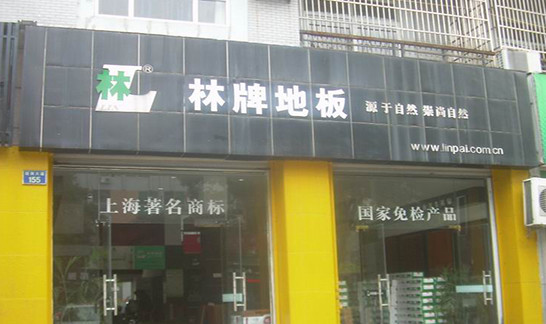 林®
LIN
林牌地板
源于自然 崇尚自然
www.linpai.com.cn
155
上海著名商标
国家免检产品